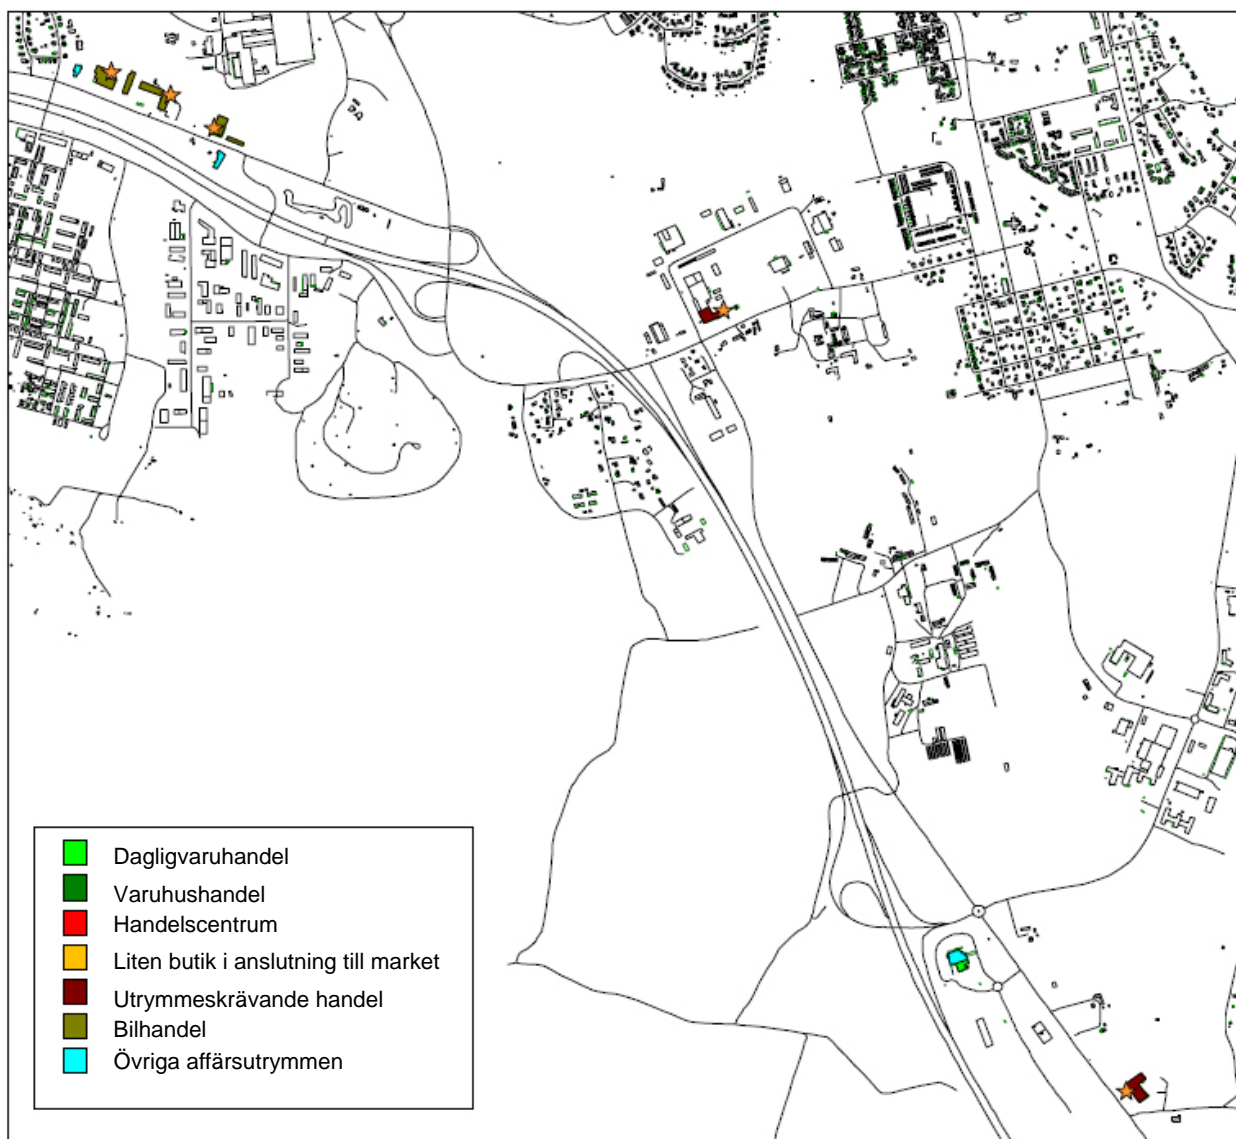 Dagligvaruhandel
Varuhushandel
Handelscentrum
Liten butik i anslutning till market
Utrymmeskrävande handel
Bilhandel
Övriga affärsutrymmen